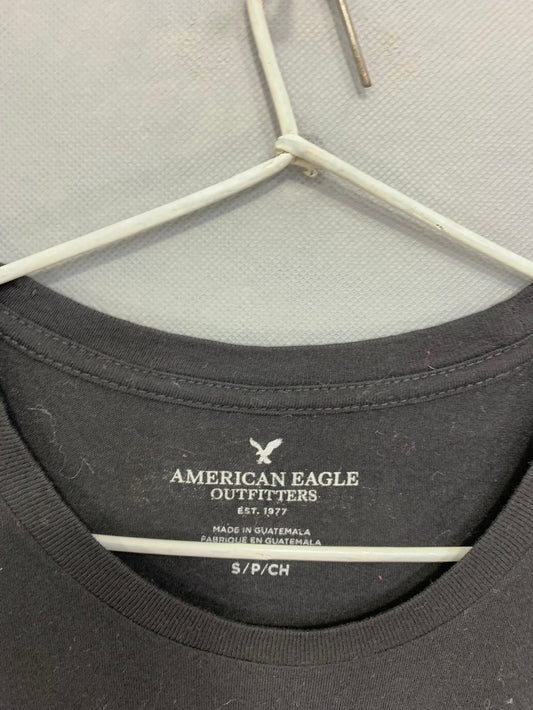 AMERICAN EAGLE
OUTFITTERS
EST. 1977
MADE IN GUATEMALA
FABRIQUÉ EN GUATEMALA
S/P/CH